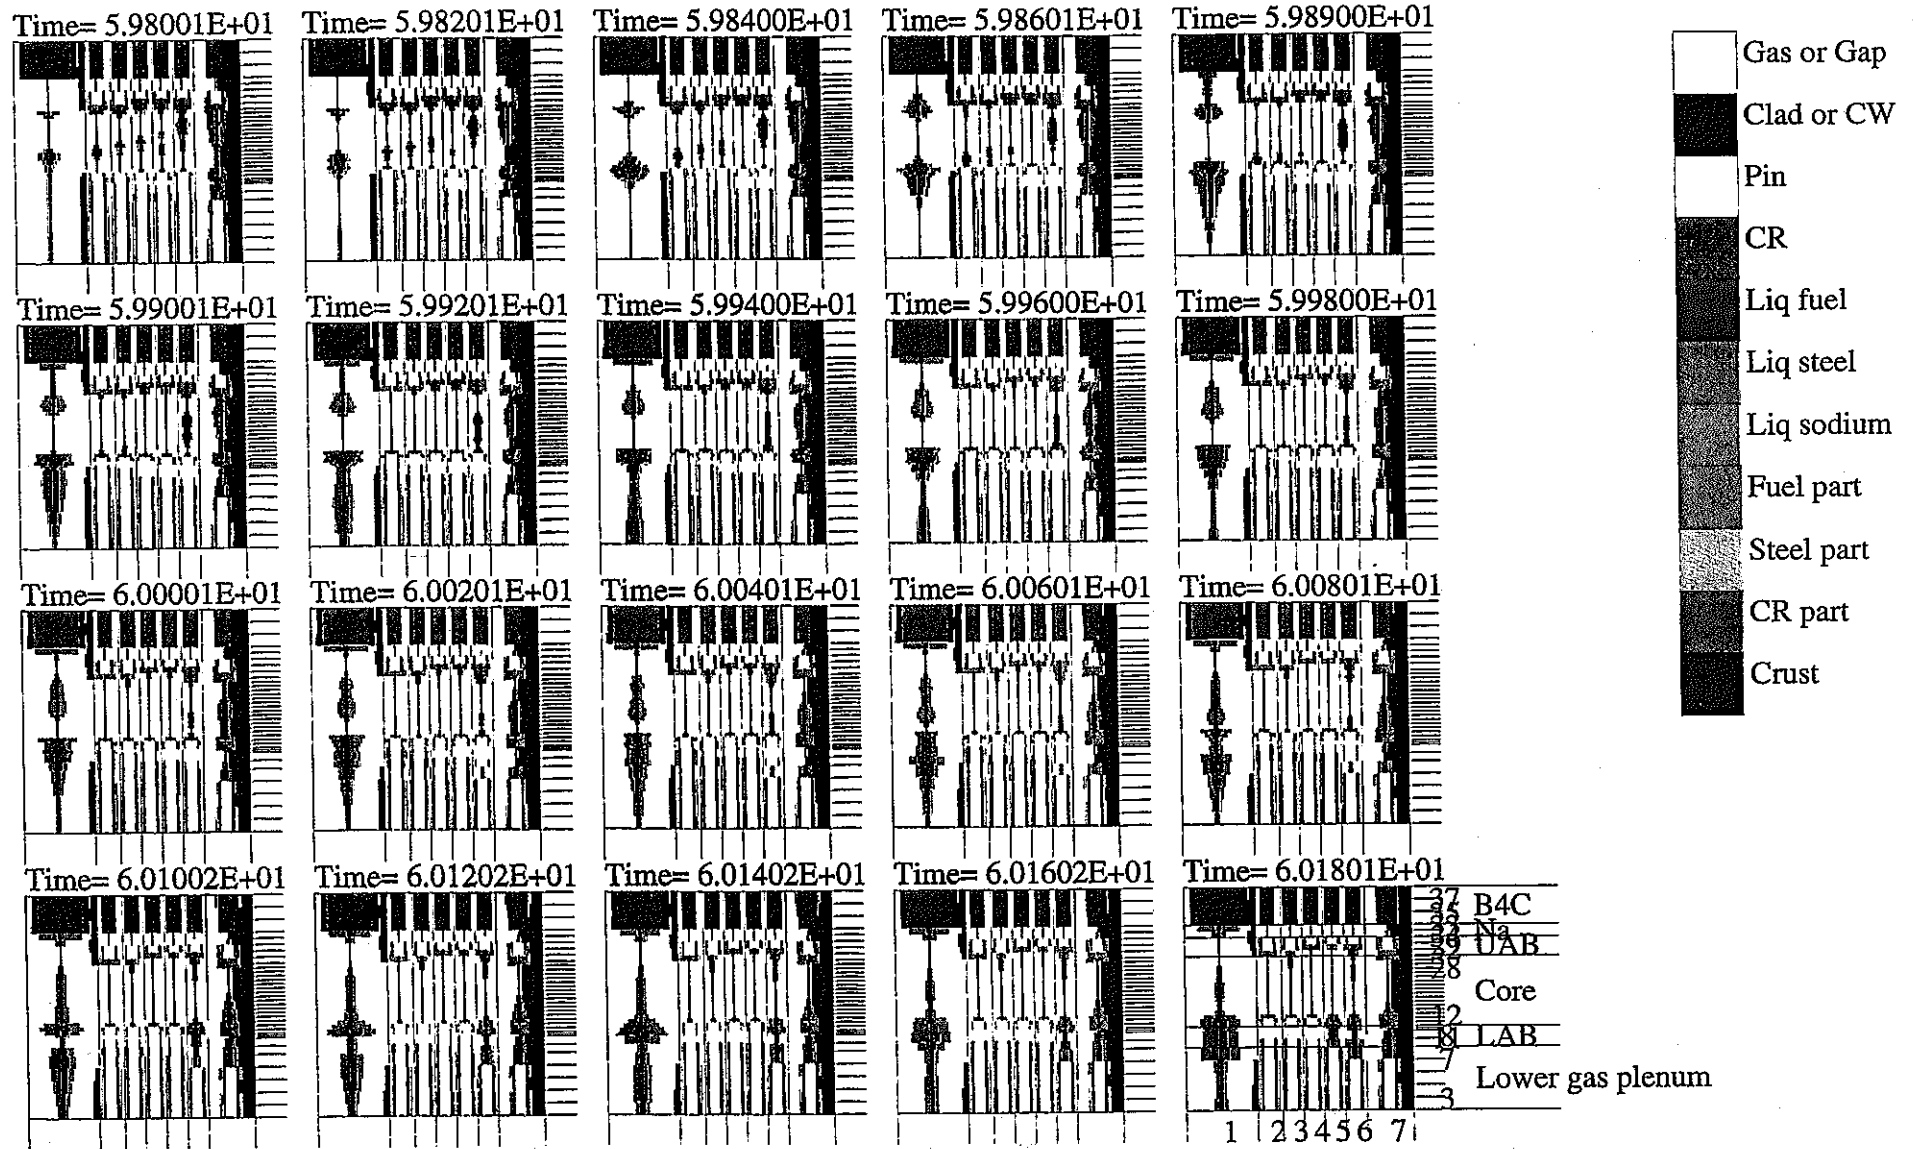 Time= 5.98001E+01
Time= 5.98201E+01
Time= 5.98400E+01
Time= 5.98601E+01
Time= 5.98900E+01
Time= 5.99001E+01
Time= 5.99201E+01
Time= 5.99400E+01
Time= 5.99600E+01
Time= 5.99800E+01
Time= 6.00001E+01
Time= 6.00201E+01
Time= 6.00401E+01
Time= 6.00601E+01
Time= 6.00801E+01
Time= 6.01002E+01
Time= 6.01202E+01
Time= 6.01402E+01
Time= 6.01602E+01
Time= 6.01801E+01
37
35 B4C
Na
UAB
28
Core
12
LAB
7
Lower gas plenum
3
1 2 3 4 5 6 7
Gas or Gap
Clad or CW
Pin
CR
Liq fuel
Liq steel
Liq sodium
Fuel part
Steel part
CR part
Crust